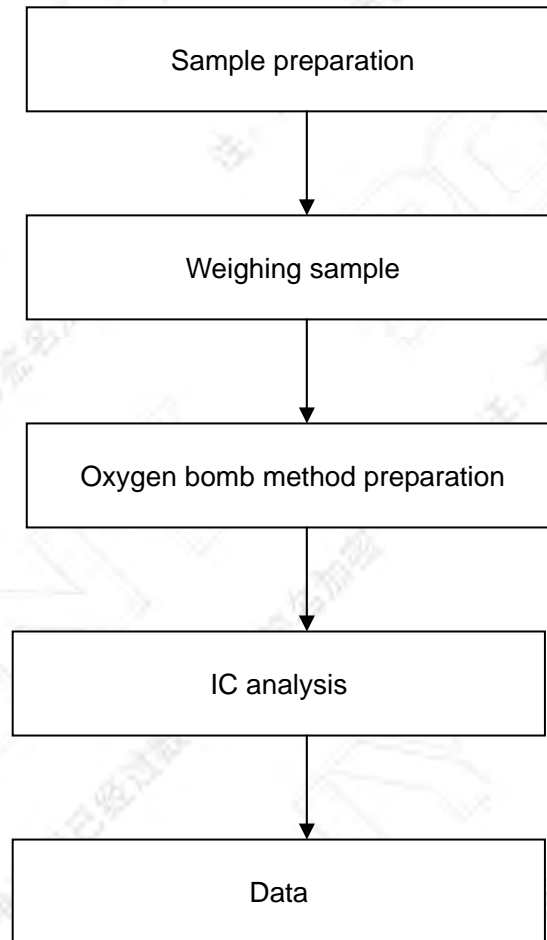 Sample preparation
Weighing sample
Oxygen bomb method preparation
IC analysis
Data